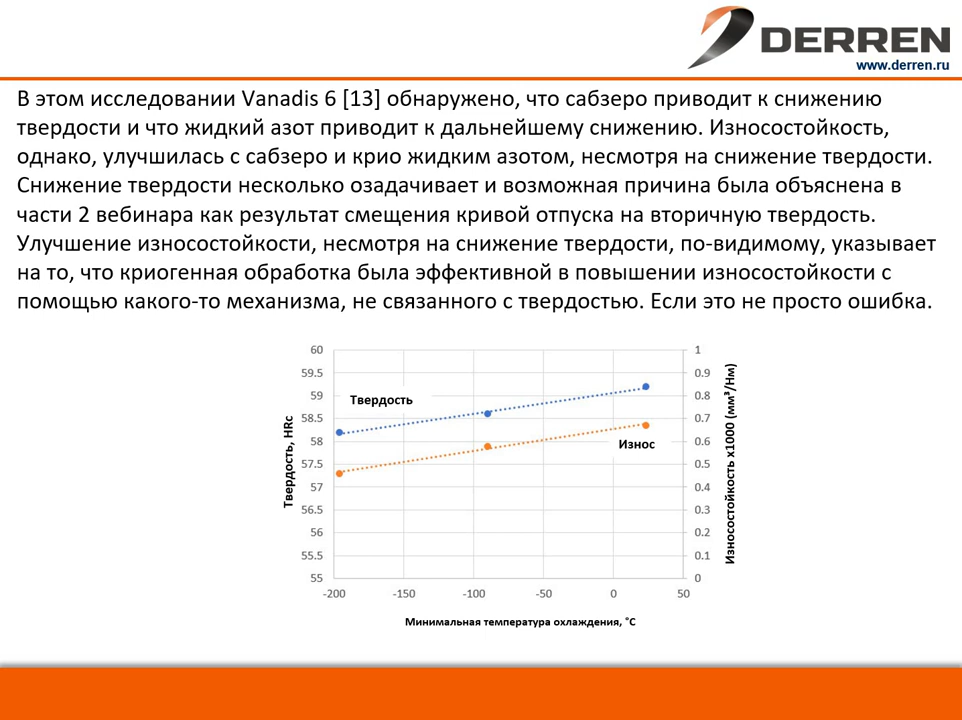 DERREN
www.derren.ru
В этом исследовании Vanadis 6 [13] обнаружено, что сабзеро приводит к снижению
твердости и что жидкий азот приводит к дальнейшему снижению. Износостойкость,
однако, улучшилась с сабзеро и крио жидким азотом, несмотря на снижение твердости.
Снижение твердости несколько озадачивает и возможная причина была объяснена в
части 2 вебинара как результат смещения кривой отпуска на вторичную твердость.
Улучшение износостойкости, несмотря на снижение твердости, по-видимому, указывает
на то, что криогенная обработка была эффективной в повышении износостойкости с
помощью какого-то механизма, не связанного с твердостью. Если это не просто ошибка.
60
59.5
59
58.5
58
57.5
57
56.5
56
55.5
55
Твердость, HRc
Твердость
Износ
1
0.9
0.8
0.7
0.6
0.5
0.4
0.3
0.2
0.1
0
Износостойкость x1000 (мм³/Нм)
-200 -150 -100 -50 0 50
Минимальная температура охлаждения, °C